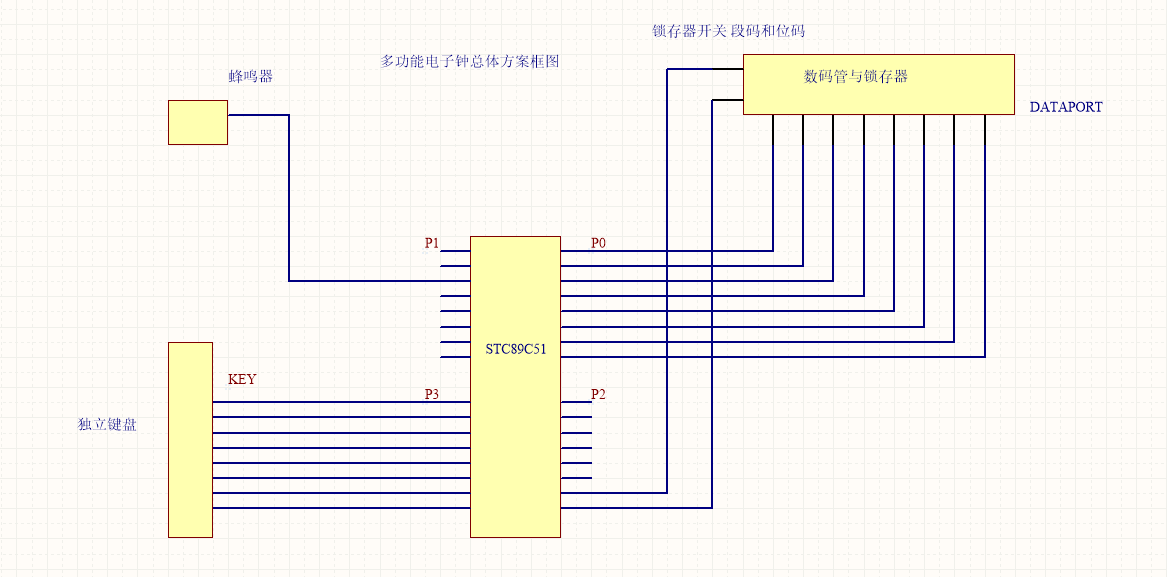 锁存器开关 段码和位码
多功能电子钟总体方案框图
蜂鸣器
数码管与锁存器
DATAPORT
P1
P0
STC89C51
KEY
P3
P2
独立键盘